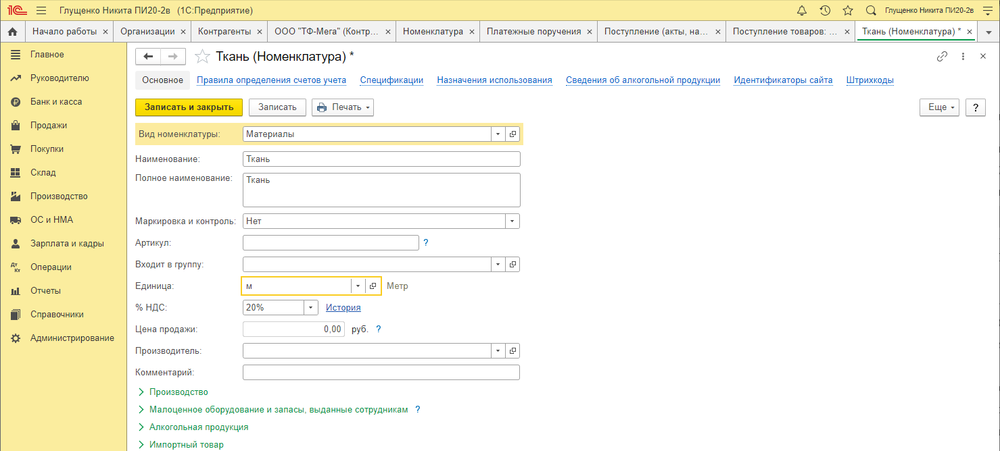 1С Глущенко Никита ПИ20-2в (1С:Предприятие) Глущенко Никита ПИ20-2в
Начало работы × Организации × Контрагенты × ООО "ТФ-Мега" (Контр... × Номенклатура × Платежные поручения × Поступление (акты, на... × Поступление товаров: ... × Ткань (Номенклатура) * ×
Главное
Руководителю
Банк и касса
Продажи
Покупки
Склад
Производство
ОС и НМА
Зарплата и кадры
Дт Кт Операции
Отчеты
Справочники
Администрирование
Ткань (Номенклатура) *
Основное Правила определения счетов учета Спецификации Назначения использования Сведения об алкогольной продукции Идентификаторы сайта Штрихкоды
Записать и закрыть Записать Печать Еще ?
Вид номенклатуры: Материалы
Наименование: Ткань
Полное наименование: Ткань
Маркировка и контроль: Нет
Артикул: ?
Входит в группу:
Единица: м Метр
% НДС: 20% История
Цена продажи: 0,00 руб. ?
Производитель:
Комментарий:
Производство
Малоценное оборудование и запасы, выданные сотрудникам ?
Алкогольная продукция
Импортный товар